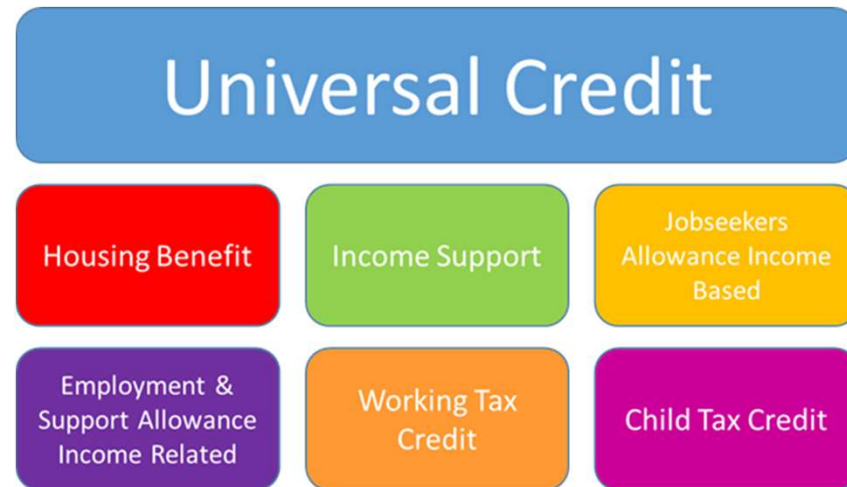 Universal Credit
Housing Benefit
Income Support
Jobseekers
Allowance Income
Based
Employment &
Support Allowance
Income Related
Working Tax
Credit
Child Tax Credit